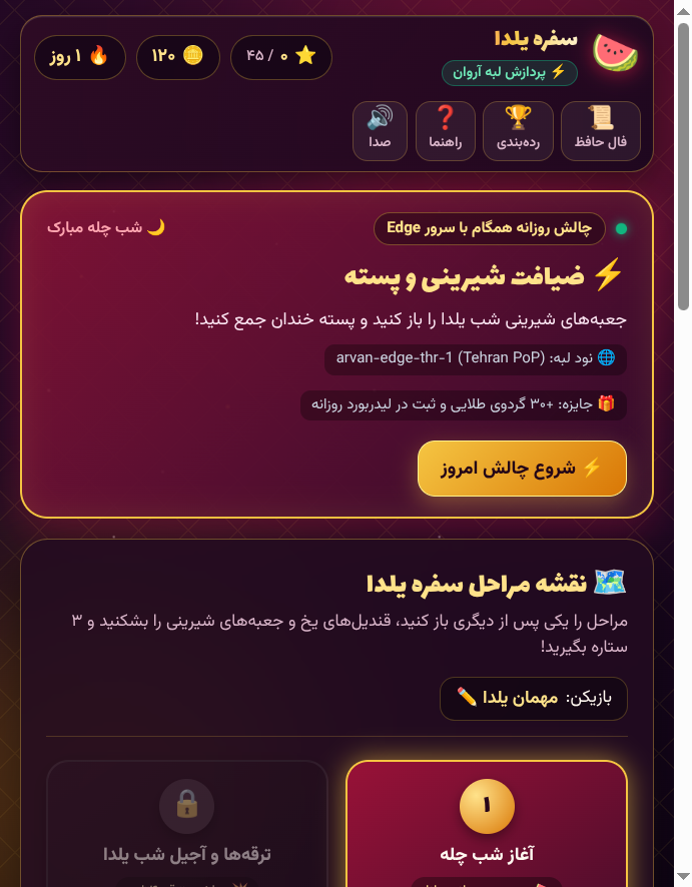 سفره یلدا
⚡ پردازش لبه آروان
⭐ ۰ / ۴۵
🪙 ۱۲۰
🔥 ۱ روز
📜 فال حافظ
🏆 رده‌بندی
❓ راهنما
🔊 صدا
چالش روزانه همگام با سرور Edge
🌙 شب چله مبارک
⚡ ضیافت شیرینی و پسته
جعبه‌های شیرینی شب یلدا را باز کنید و پسته خندان جمع کنید!
🌐 نود لبه: arvan-edge-thr-1 (Tehran PoP)
🎁 جایزه: +۳۰ گردوی طلایی و ثبت در لیدربورد روزانه
⚡ شروع چالش امروز
🗺️ نقشه مراحل سفره یلدا
مراحل را یکی پس از دیگری باز کنید، قندیل‌های یخ و جعبه‌های شیرینی را بشکنید و ۳
ستاره بگیرید!
بازیکن: مهمان یلدا ✏️
۱
آغاز شب چله
🔒
ترقه‌ها و آجیل شب یلدا